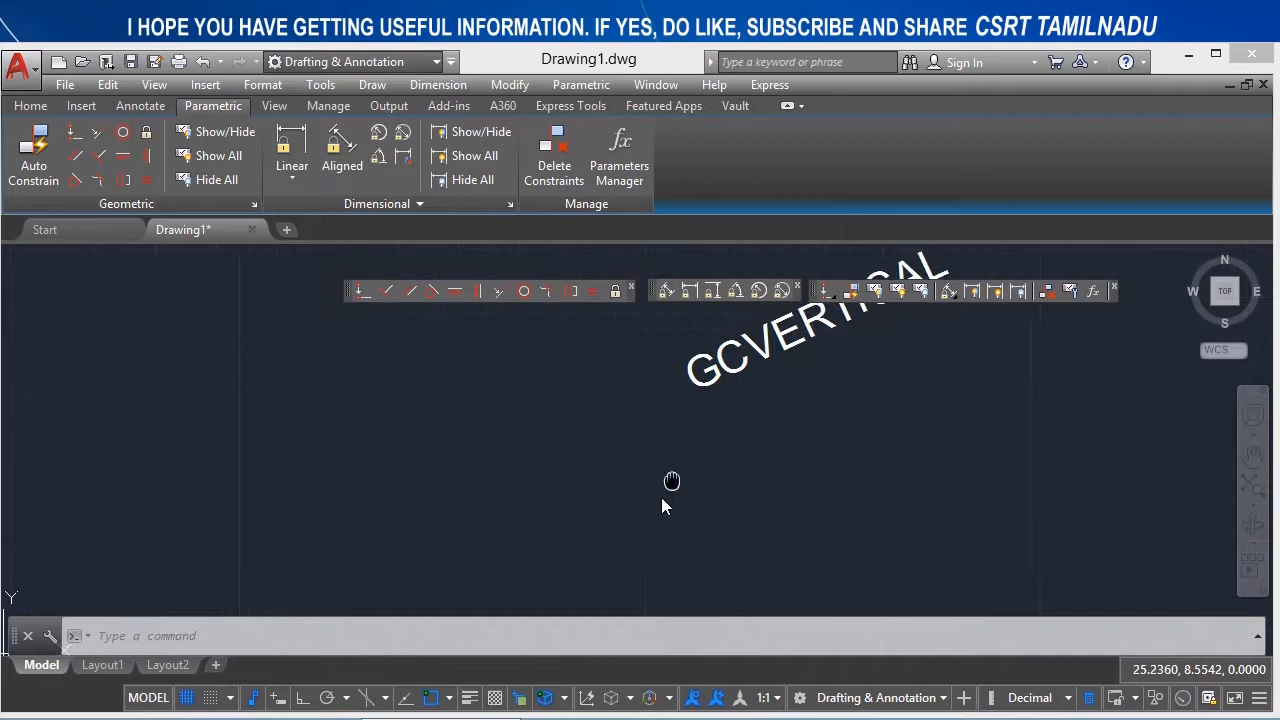 I HOPE YOU HAVE GETTING USEFUL INFORMATION. IF YES, DO LIKE, SUBSCRIBE AND SHARE CSRT TAMILNADU
A Drafting & Annotation Drawing1.dwg Type a keyword or phrase Sign In ?
File Edit View Insert Format Tools Draw Dimension Modify Parametric Window Help Express
Home Insert Annotate Parametric View Manage Output Add-ins A360 Express Tools Featured Apps Vault
Auto Constrain
Show/Hide
Show All
Hide All
Geometric
Linear
Aligned
Show/Hide
Show All
Hide All
Dimensional
Delete Constraints
fx
Parameters Manager
Manage
Start Drawing1* +
GCVERTICAL
fx
N
W TOP E
S
WCS
Y
Type a command
Model Layout1 Layout2 +
25.2360, 8.5542, 0.0000
MODEL 1:1 Drafting & Annotation Decimal